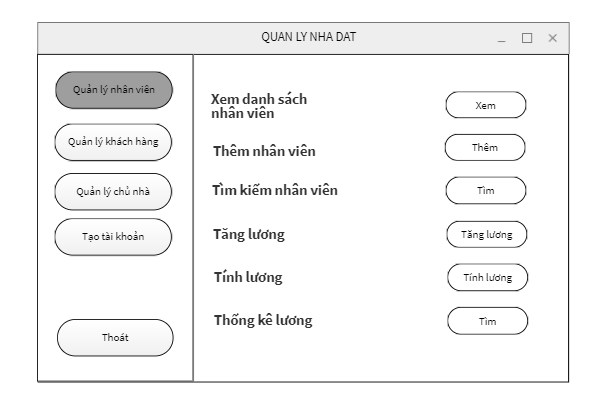 QUAN LY NHA DAT
Quản lý nhân viên
Quản lý khách hàng
Quản lý chủ nhà
Tạo tài khoản
Thoát
Xem danh sách
nhân viên
Xem
Thêm nhân viên
Thêm
Tìm kiếm nhân viên
Tìm
Tăng lương
Tăng lương
Tính lương
Tính lương
Thống kê lương
Tìm